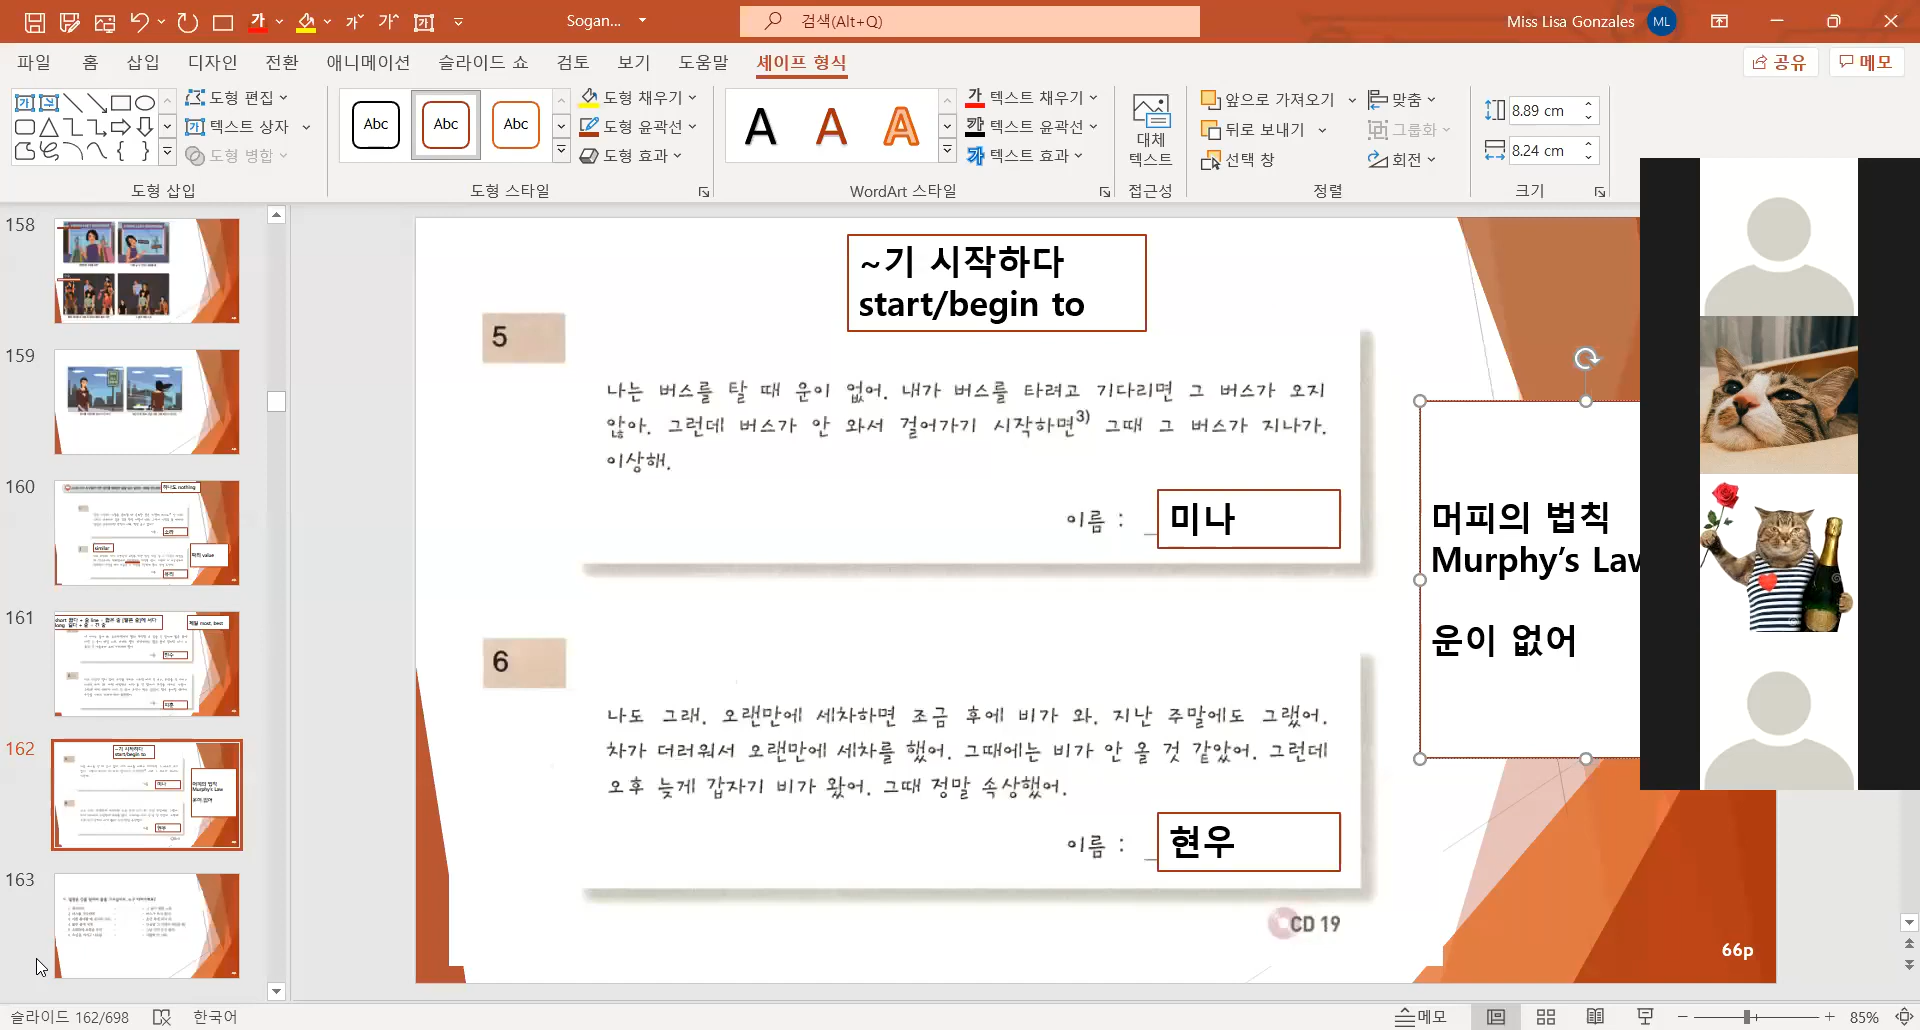 Sogan...
검색(Alt+Q)
Miss Lisa Gonzales
ML
파일 홈 삽입 디자인 전환 애니메이션 슬라이드 쇼 검토 보기 도움말 셰이프 형식
공유
메모
도형 편집
텍스트 상자
도형 병합
도형 삽입
Abc Abc Abc
도형 채우기
도형 윤곽선
도형 효과
도형 스타일
A A A
텍스트 채우기
텍스트 윤곽선
텍스트 효과
WordArt 스타일
대체
텍스트
접근성
앞으로 가져오기
뒤로 보내기
선택 창
맞춤
그룹화
회전
정렬
8.89 cm
8.24 cm
크기
158
159
160
161
162
163
~기 시작하다
start/begin to
5
나는 버스를 탈 때 운이 없어. 내가 버스를 타려고 기다리면 그 버스가 오지
않아. 그런데 버스가 안 와서 걸어가기 시작하면3) 그때 그 버스가 지나가.
이상해.
이름 : 미나
머피의 법칙
Murphy's Law
운이 없어
6
나도 그래. 오랜만에 세차하면 조금 후에 비가 와. 지난 주말에도 그랬어.
차가 더러워서 오랜만에 세차를 했어. 그때에는 비가 안 올 것 같았어. 그런데
오후 늦게 갑자기 비가 왔어. 그때 정말 속상했어.
이름 : 현우
CD 19
66p
슬라이드 162/698
한국어
메모
85%